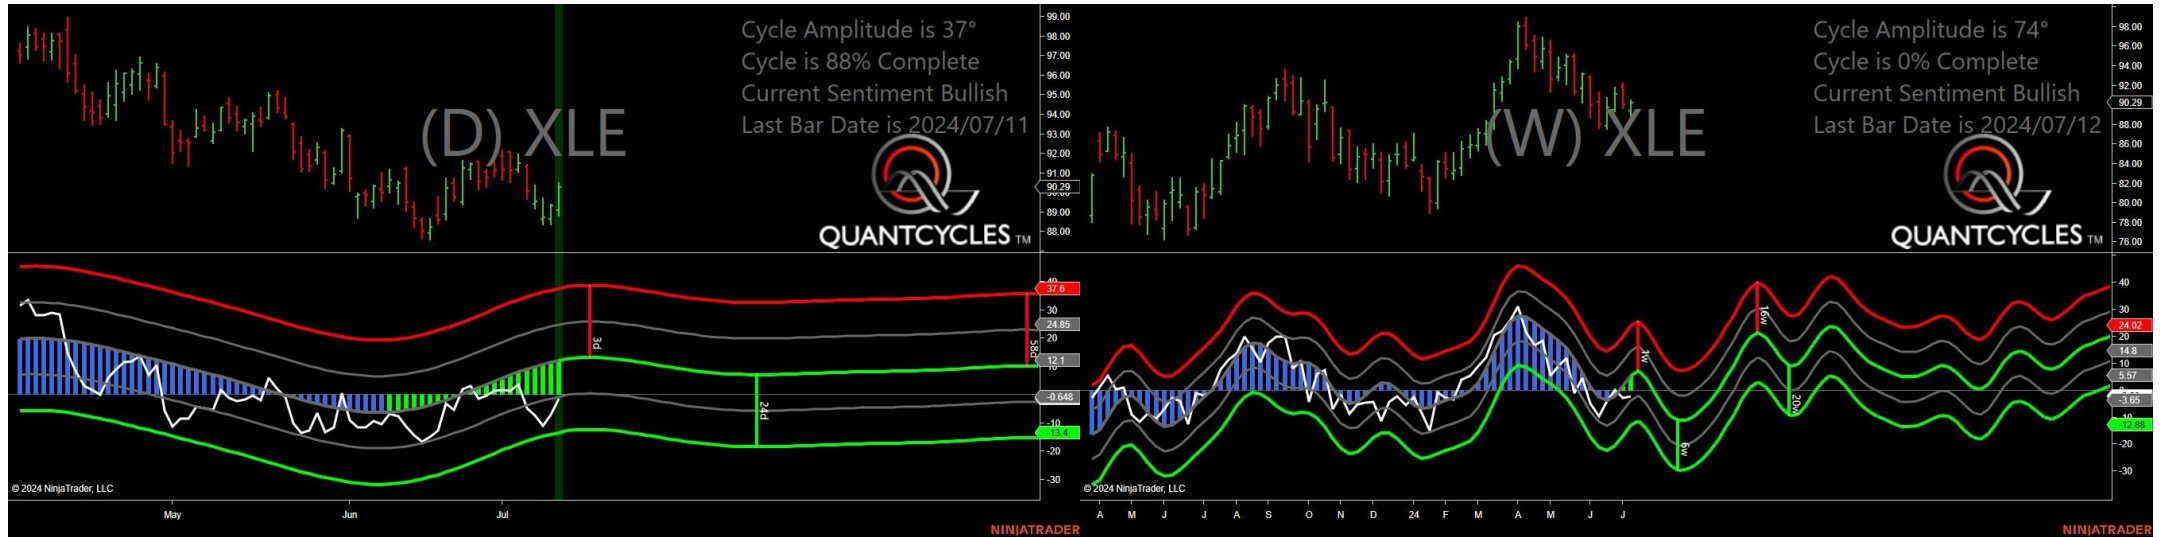 Cycle Amplitude is 37°
Cycle is 88% Complete
Current Sentiment Bullish
Last Bar Date is 2024/07/11
(D) XLE
QUANTCYCLES TM
99.00
98.00
97.00
96.00
95.00
94.00
93.00
92.00
91.00
90.29
89.00
88.00
40
37.6
30
24.85
20
12.1
-0.648
-10
-13.4
-20
-30
3d
24d
58d
© 2024 NinjaTrader, LLC
May
Jun
Jul
NINJATRADER
Cycle Amplitude is 74°
Cycle is 0% Complete
Current Sentiment Bullish
Last Bar Date is 2024/07/12
(W) XLE
QUANTCYCLES TM
98.00
96.00
94.00
92.00
90.29
88.00
86.00
84.00
82.00
80.00
78.00
76.00
40
30
24.02
20
14.8
10
5.57
-3.65
-10
-12.88
-20
-30
1w
16w
6w
20w
© 2024 NinjaTrader, LLC
A M J J A S O N D 24 F M A M J J
NINJATRADER